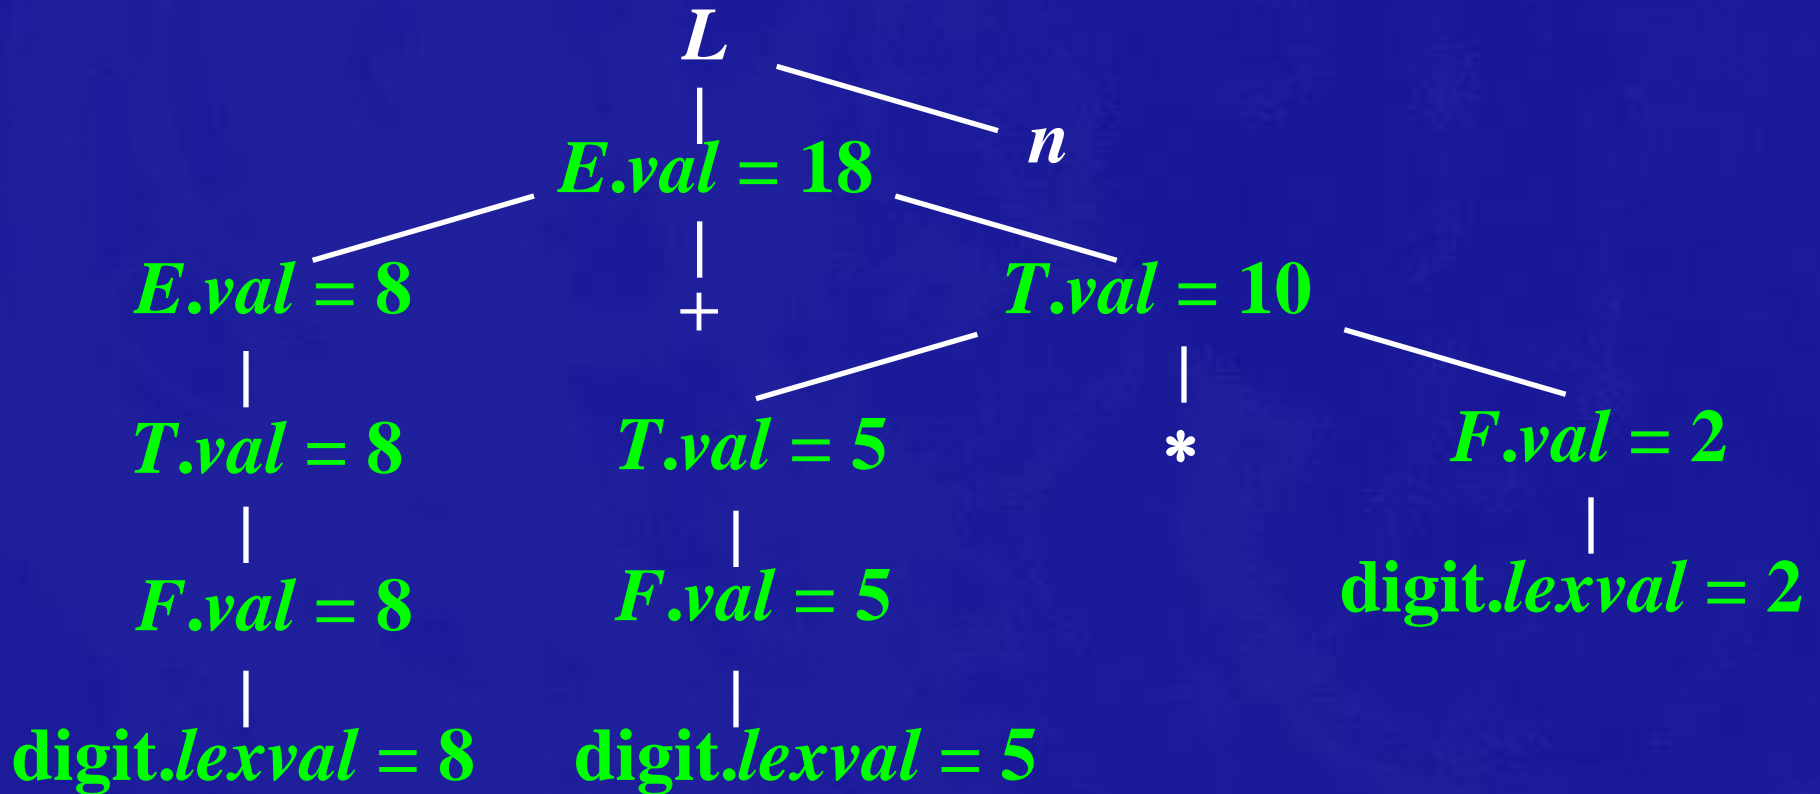 L
n
E.val = 18
E.val = 8
+
T.val = 10
T.val = 8
T.val = 5
*
F.val = 2
F.val = 8
F.val = 5
digit.lexval = 2
digit.lexval = 8
digit.lexval = 5